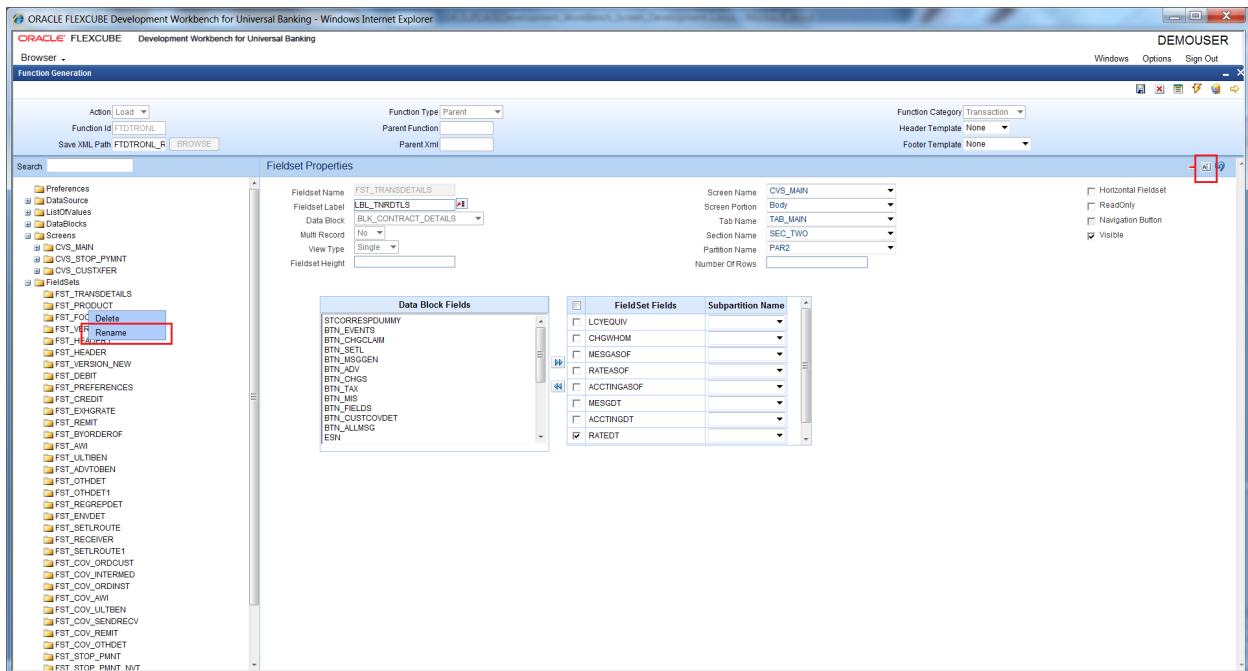 ORACLE FLEXCUBE Development Workbench for Universal Banking - Windows Internet Explorer
ORACLE FLEXCUBE Development Workbench for Universal Banking
DEMOUSER
Browser
Windows Options Sign Out
Function Generation
Action Load
Function Type Parent
Function Category Transaction
Function Id FTDTRONL
Parent Function
Header Template None
Save XML Path FTDTRONL_R BROWSE
Parent Xml
Footer Template None
Search
Fieldset Properties
Preferences
DataSource
ListOfValues
DataBlocks
Screens
CVS_MAIN
CVS_STOP_PYMNT
CVS_CUSTXFER
FieldSets
FST_TRANSDETAILS
FST_PRODUCT
FST_FOO
FST_VER
FST_HEADER1
FST_HEADER
FST_VERSION_NEW
FST_DEBIT
FST_PREFERENCES
FST_CREDIT
FST_EXHGRATE
FST_REMIT
FST_BYORDEROF
FST_AWI
FST_ULTIBEN
FST_ADVTOBEN
FST_OTHDET
FST_OTHDET1
FST_REGREPDET
FST_ENVDET
FST_SETLROUTE
FST_RECEIVER
FST_SETLROUTE1
FST_COV_ORDCUST
FST_COV_INTERMED
FST_COV_ORDINST
FST_COV_AWI
FST_COV_ULTBEN
FST_COV_SENDRECV
FST_COV_REMIT
FST_COV_OTHDET
FST_STOP_PMNT
FST_STOP_PMNT_NVT
Delete
Rename
Fieldset Name FST_TRANSDETAILS
Fieldset Label LBL_TNRDTLS
Data Block BLK_CONTRACT_DETAILS
Multi Record No
View Type Single
Fieldset Height
Screen Name CVS_MAIN
Screen Portion Body
Tab Name TAB_MAIN
Section Name SEC_TWO
Partition Name PAR2
Number Of Rows
Horizontal Fieldset
ReadOnly
Navigation Button
Visible
Data Block Fields
STCORRESPDUMMY
BTN_EVENTS
BTN_CHGCLAIM
BTN_SETL
BTN_MSGGEN
BTN_ADV
BTN_CHGS
BTN_TAX
BTN_MIS
BTN_FIELDS
BTN_CUSTCOVDET
BTN_ALLMSG
ESN
FieldSet Fields Subpartition Name
LCYEQUIV
CHGWHOM
MESGASOF
RATEASOF
ACCTINGASOF
MESGDT
ACCTINGDT
RATEDT